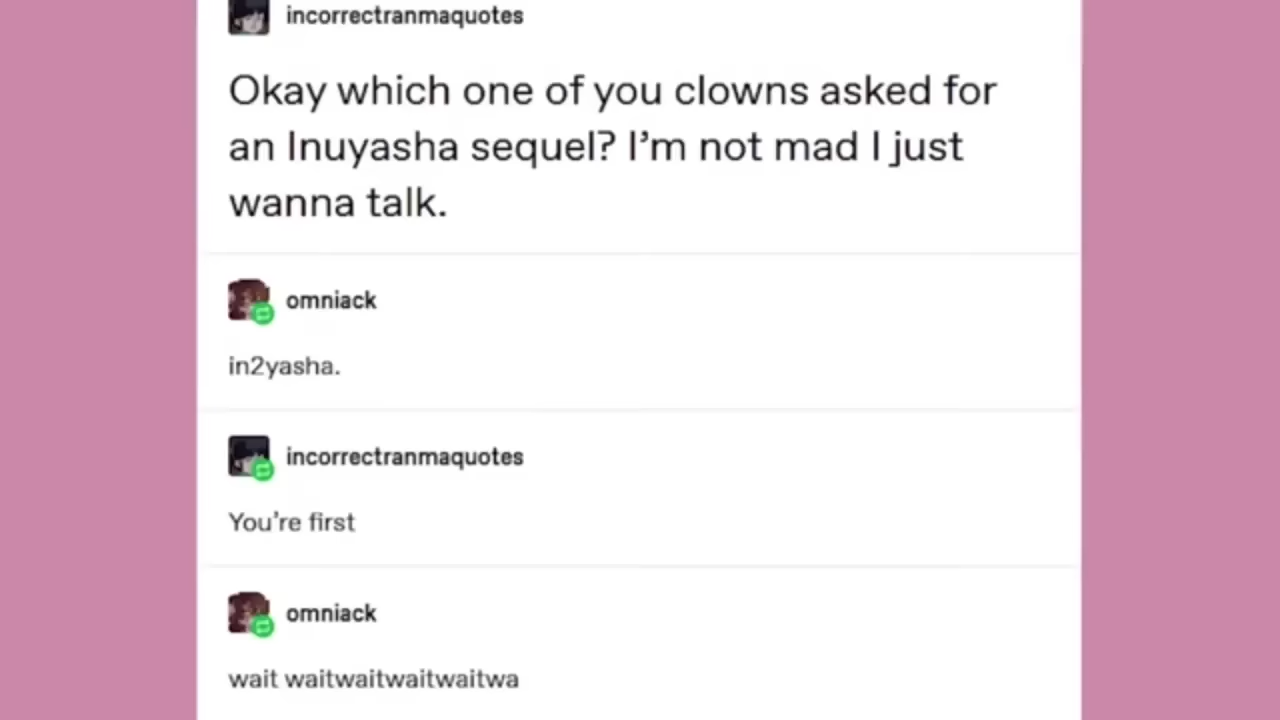 incorrectranmaquotes
Okay which one of you clowns asked for
an Inuyasha sequel? I’m not mad I just
wanna talk.
omniack
in2yasha.
incorrectranmaquotes
You’re first
omniack
wait waitwaitwaitwaitwa